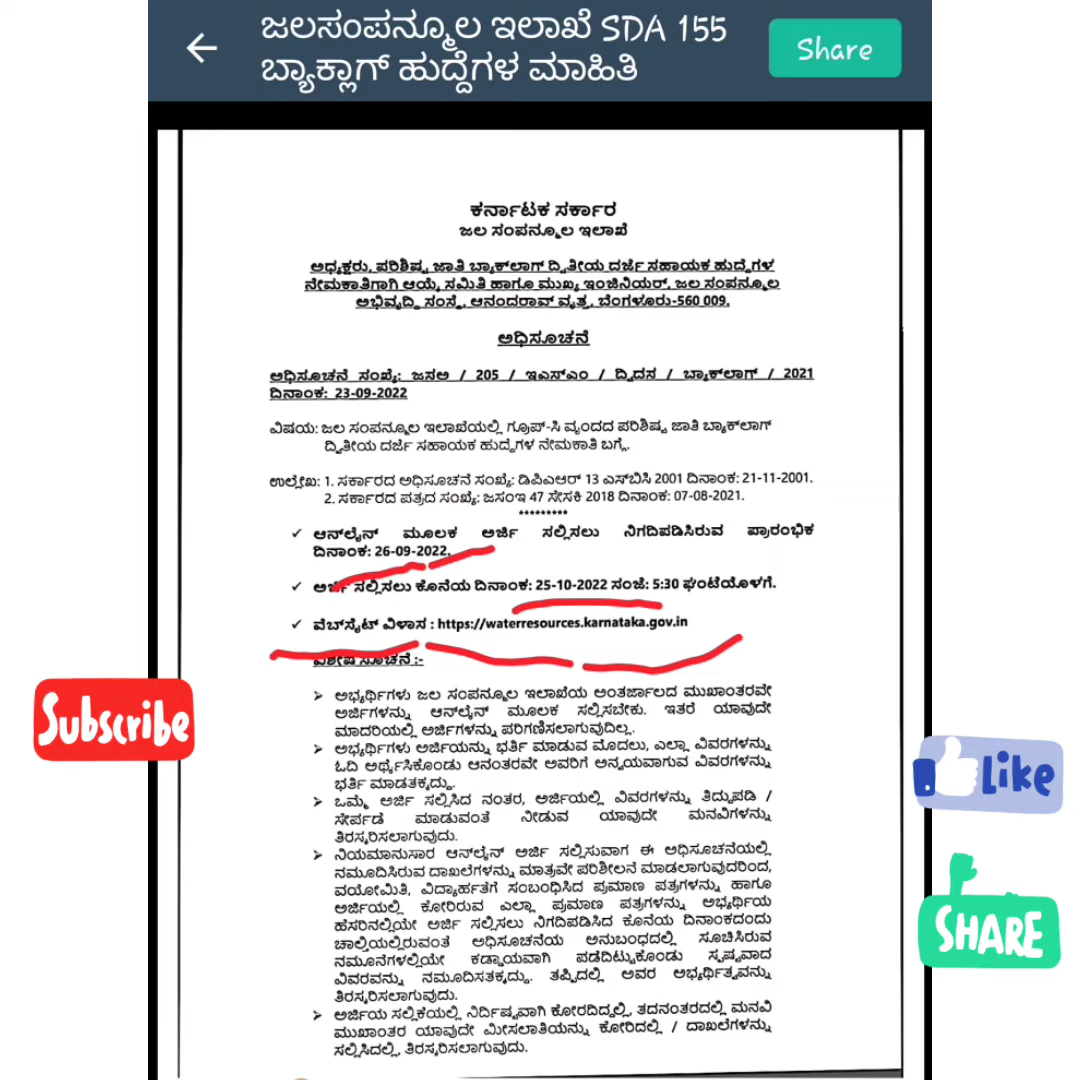 ಜಲಸಂಪನ್ಮೂಲ ಇಲಾಖೆ SDA 155
ಬ್ಯಾಕ್ಲಾಗ್ ಹುದ್ದೆಗಳ ಮಾಹಿತಿ
Share
ಕರ್ನಾಟಕ ಸರ್ಕಾರ
ಜಲ ಸಂಪನ್ಮೂಲ ಇಲಾಖೆ
ಅಧ್ಯಕ್ಷರು, ಪರಿಶಿಷ್ಟ ಜಾತಿ ಬ್ಯಾಕ್‌ಲಾಗ್ ದ್ವಿತೀಯ ದರ್ಜೆ ಸಹಾಯಕ ಹುದ್ದೆಗಳ
ನೇಮಕಾತಿಗಾಗಿ ಆಯ್ಕೆ ಸಮಿತಿ ಹಾಗೂ ಮುಖ್ಯ ಇಂಜಿನಿಯರ್, ಜಲ ಸಂಪನ್ಮೂಲ
ಅಭಿವೃದ್ಧಿ ಸಂಸ್ಥೆ, ಆನಂದರಾವ್ ವೃತ್ತ, ಬೆಂಗಳೂರು-560 009.
ಅಧಿಸೂಚನೆ
ಅಧಿಸೂಚನೆ ಸಂಖ್ಯೆ: ಜಸಅ / 205 / ಇಎಸ್ಎಂ / ದ್ವಿದಸ / ಬ್ಯಾಕ್‌ಲಾಗ್ / 2021
ದಿನಾಂಕ: 23-09-2022
ವಿಷಯ: ಜಲ ಸಂಪನ್ಮೂಲ ಇಲಾಖೆಯಲ್ಲಿ ಗ್ರೂಪ್-ಸಿ ವೃಂದದ ಪರಿಶಿಷ್ಟ ಜಾತಿ ಬ್ಯಾಕ್‌ಲಾಗ್
ದ್ವಿತೀಯ ದರ್ಜೆ ಸಹಾಯಕ ಹುದ್ದೆಗಳ ನೇಮಕಾತಿ ಬಗ್ಗೆ.
ಉಲ್ಲೇಖ: 1. ಸರ್ಕಾರದ ಅಧಿಸೂಚನೆ ಸಂಖ್ಯೆ: ಡಿಪಿಎಆರ್ 13 ಎಸ್‌ಬಿಸಿ 2001 ದಿನಾಂಕ: 21-11-2001.
2. ಸರ್ಕಾರದ ಪತ್ರದ ಸಂಖ್ಯೆ: ಜಸಂಇ 47 ಸೇಸಕಿ 2018 ದಿನಾಂಕ: 07-08-2021.
*********
✓ ಆನ್‌ಲೈನ್ ಮೂಲಕ ಅರ್ಜಿ ಸಲ್ಲಿಸಲು ನಿಗದಿಪಡಿಸಿರುವ ಪ್ರಾರಂಭಿಕ
ದಿನಾಂಕ: 26-09-2022.
✓ ಅರ್ಜಿ ಸಲ್ಲಿಸಲು ಕೊನೆಯ ದಿನಾಂಕ: 25-10-2022 ಸಂಜೆ: 5:30 ಘಂಟೆಯೊಳಗೆ.
✓ ವೆಬ್‌ಸೈಟ್ ವಿಳಾಸ : https://waterresources.karnataka.gov.in
ವಿಶೇಷ ಸೂಚನೆ :-
➢ ಅಭ್ಯರ್ಥಿಗಳು ಜಲ ಸಂಪನ್ಮೂಲ ಇಲಾಖೆಯ ಅಂತರ್ಜಾಲದ ಮುಖಾಂತರವೇ
ಅರ್ಜಿಗಳನ್ನು ಆನ್‌ಲೈನ್ ಮೂಲಕ ಸಲ್ಲಿಸಬೇಕು. ಇತರೆ ಯಾವುದೇ
ಮಾದರಿಯಲ್ಲಿ ಅರ್ಜಿಗಳನ್ನು ಪರಿಗಣಿಸಲಾಗುವುದಿಲ್ಲ.
➢ ಅಭ್ಯರ್ಥಿಗಳು ಅರ್ಜಿಯನ್ನು ಭರ್ತಿ ಮಾಡುವ ಮೊದಲು, ಎಲ್ಲಾ ವಿವರಗಳನ್ನು
ಓದಿ ಅರ್ಥೈಸಿಕೊಂಡು ಆನಂತರವೇ ಅವರಿಗೆ ಅನ್ವಯವಾಗುವ ವಿವರಗಳನ್ನು
ಭರ್ತಿ ಮಾಡತಕ್ಕದ್ದು.
➢ ಒಮ್ಮೆ ಅರ್ಜಿ ಸಲ್ಲಿಸಿದ ನಂತರ, ಅರ್ಜಿಯಲ್ಲಿ ವಿವರಗಳನ್ನು ತಿದ್ದುಪಡಿ /
ಸೇರ್ಪಡೆ ಮಾಡುವಂತೆ ನೀಡುವ ಯಾವುದೇ ಮನವಿಗಳನ್ನು
ತಿರಸ್ಕರಿಸಲಾಗುವುದು.
➢ ನಿಯಮಾನುಸಾರ ಆನ್‌ಲೈನ್ ಅರ್ಜಿ ಸಲ್ಲಿಸುವಾಗ ಈ ಅಧಿಸೂಚನೆಯಲ್ಲಿ
ನಮೂದಿಸಿರುವ ದಾಖಲೆಗಳನ್ನು ಮಾತ್ರವೇ ಪರಿಶೀಲನೆ ಮಾಡಲಾಗುವುದರಿಂದ,
ವಯೋಮಿತಿ, ವಿದ್ಯಾರ್ಹತೆಗೆ ಸಂಬಂಧಿಸಿದ ಪ್ರಮಾಣ ಪತ್ರಗಳನ್ನು ಹಾಗೂ
ಅರ್ಜಿಯಲ್ಲಿ ಕೋರಿರುವ ಎಲ್ಲಾ ಪ್ರಮಾಣ ಪತ್ರಗಳನ್ನು ಅಭ್ಯರ್ಥಿಯ
ಹೆಸರಿನಲ್ಲಿಯೇ ಅರ್ಜಿ ಸಲ್ಲಿಸಲು ನಿಗದಿಪಡಿಸಿದ ಕೊನೆಯ ದಿನಾಂಕದಂದು
ಚಾಲ್ತಿಯಲ್ಲಿರುವಂತೆ ಅಧಿಸೂಚನೆಯ ಅನುಬಂಧದಲ್ಲಿ ಸೂಚಿಸಿರುವ
ನಮೂನೆಗಳಲ್ಲಿಯೇ ಕಡ್ಡಾಯವಾಗಿ ಪಡೆದಿಟ್ಟುಕೊಂಡು ಸ್ಪಷ್ಟವಾದ
ವಿವರವನ್ನು ನಮೂದಿಸತಕ್ಕದ್ದು. ತಪ್ಪಿದಲ್ಲಿ ಅವರ ಅಭ್ಯರ್ಥಿತ್ವವನ್ನು
ತಿರಸ್ಕರಿಸಲಾಗುವುದು.
➢ ಅರ್ಜಿಯ ಸಲ್ಲಿಕೆಯಲ್ಲಿ ನಿರ್ದಿಷ್ಟವಾಗಿ ಕೋರದಿದ್ದಲ್ಲಿ, ತದನಂತರದಲ್ಲಿ ಮನವಿ
ಮುಖಾಂತರ ಯಾವುದೇ ಮೀಸಲಾತಿಯನ್ನು ಕೋರಿದಲ್ಲಿ / ದಾಖಲೆಗಳನ್ನು
ಸಲ್ಲಿಸಿದಲ್ಲಿ, ತಿರಸ್ಕರಿಸಲಾಗುವುದು.
Subscribe
Like
SHARE